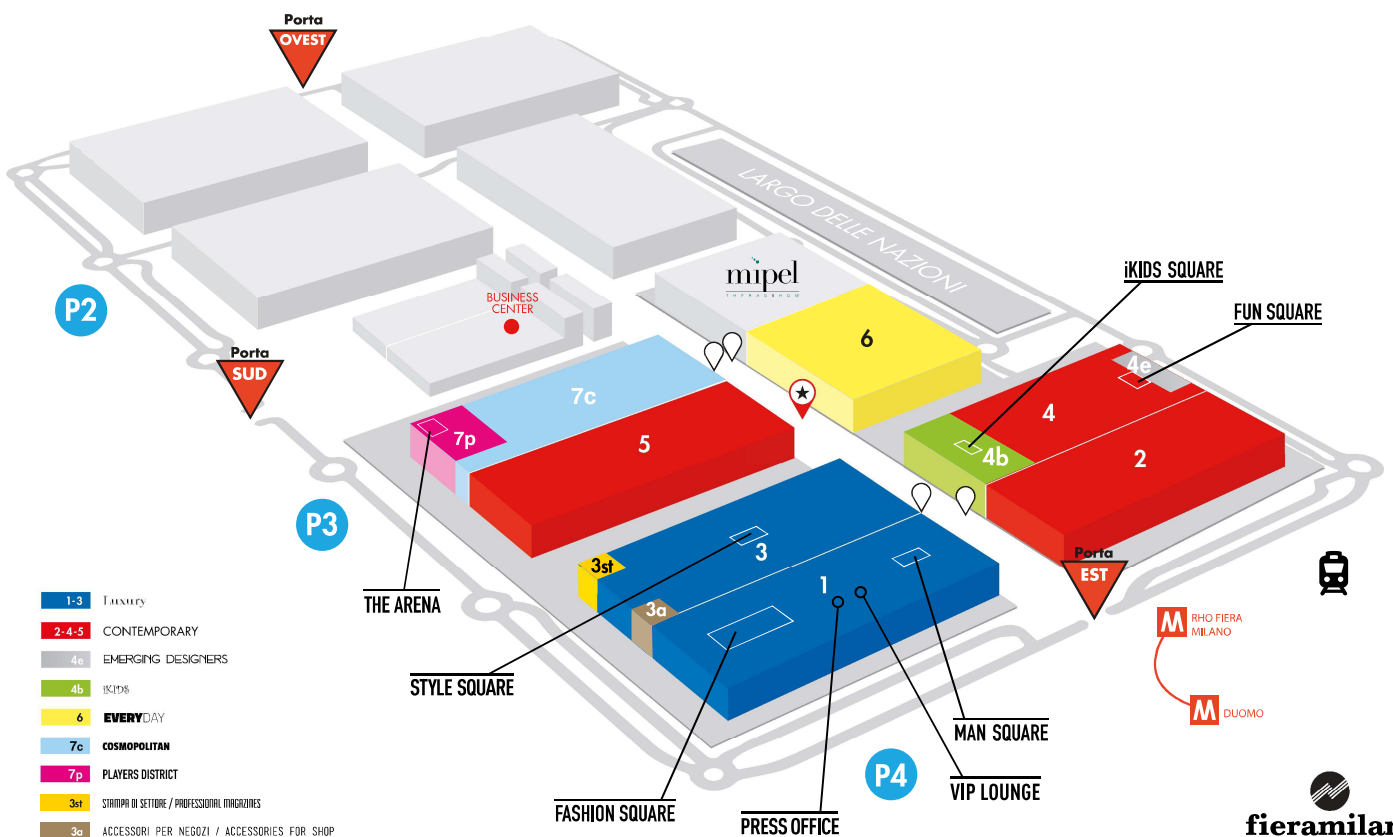 Porta
OVEST
LARGO DELLE NAZIONI
mipel
THEBAGSHOW
iKIDS SQUARE
FUN SQUARE
P2
BUSINESS
CENTER
6
4e
Porta
SUD
7c
4
7p
5
4b
2
P3
3
3st
Porta
EST
THE ARENA
1
3a
1-3 Luxury
2-4-5 CONTEMPORARY
4e EMERGING DESIGNERS
4b iKIDS
6 EVERYDAY
7c COSMOPOLITAN
7p PLAYERS DISTRICT
3st STAMPA DI SETTORE / PROFESSIONAL MAGAZINES
3a ACCESSORI PER NEGOZI / ACCESSORIES FOR SHOP
M RHO FIERA
MILANO
M DUOMO
STYLE SQUARE
MAN SQUARE
P4
VIP LOUNGE
FASHION SQUARE
PRESS OFFICE
fieramilan